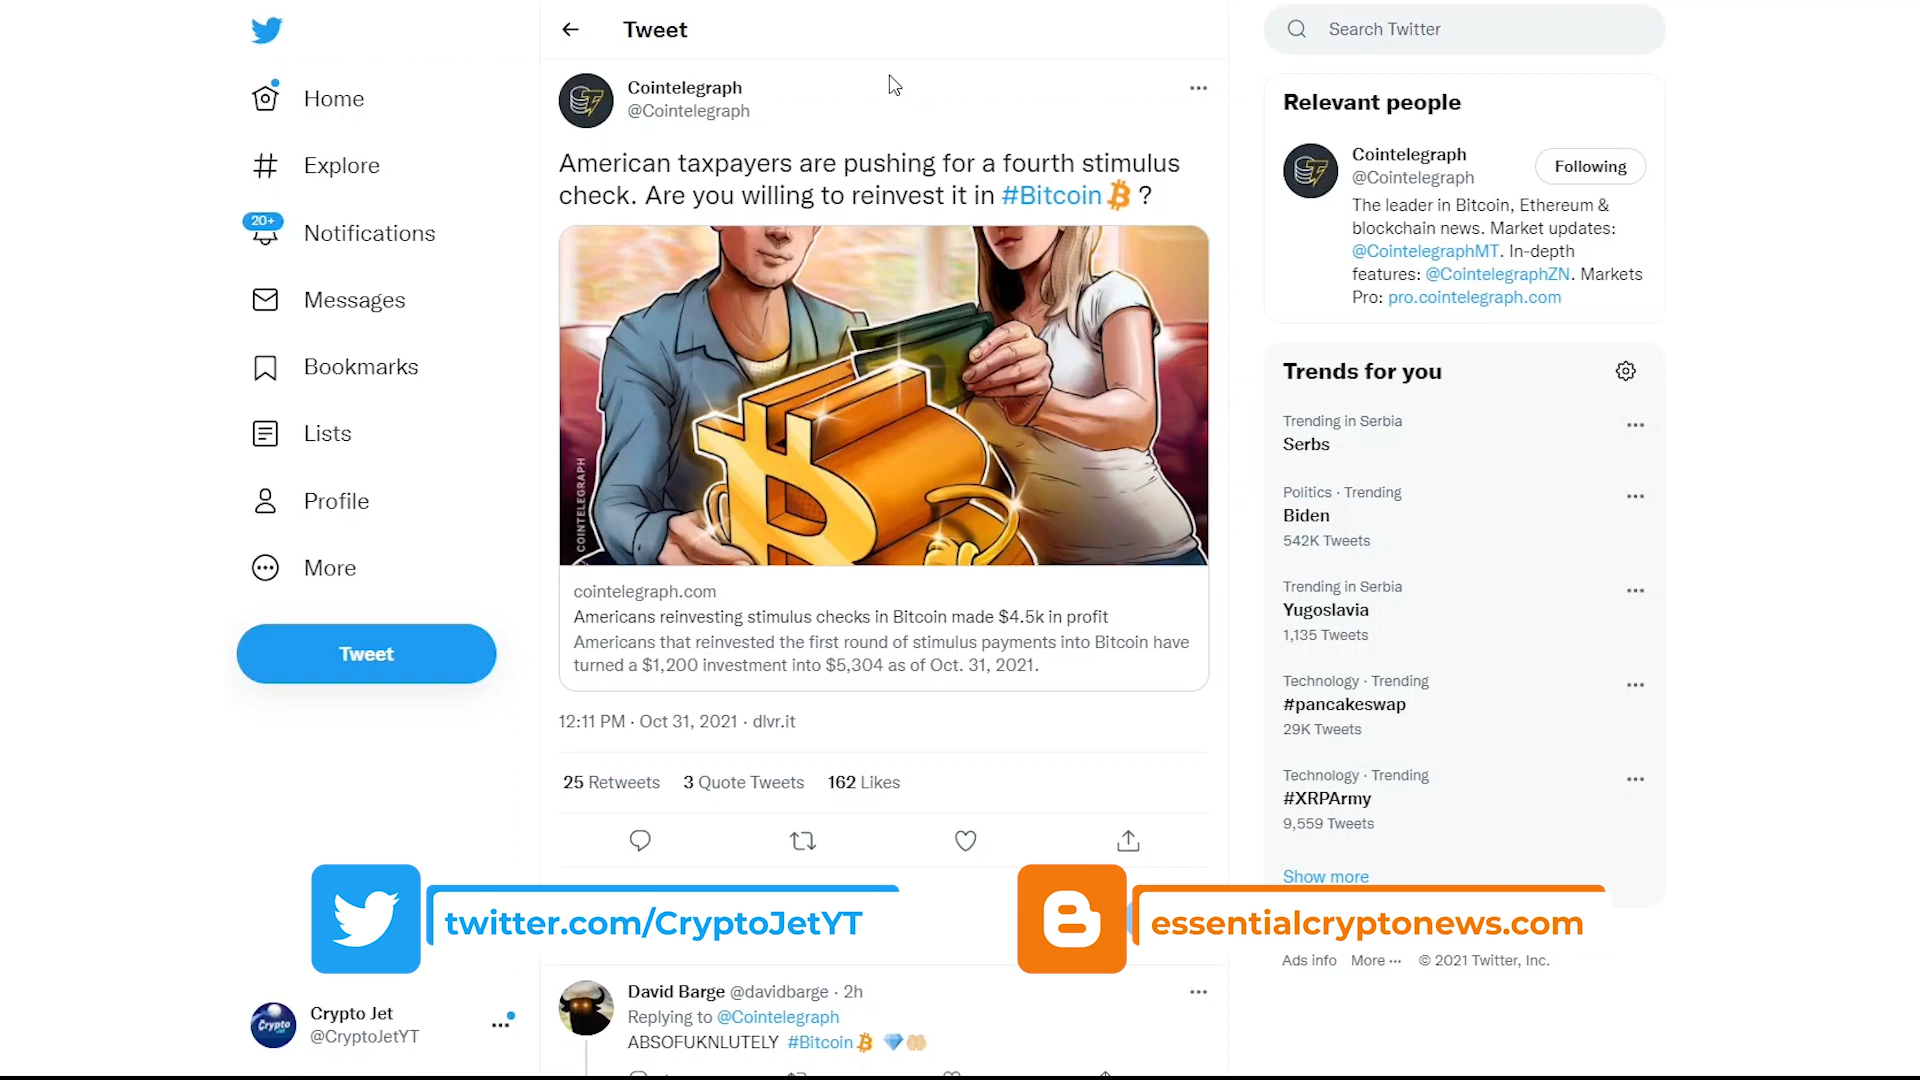 Home
Explore
20+
Notifications
Messages
Bookmarks
Lists
Profile
More
Tweet
Crypto
Crypto Jet
@CryptoJetYT
Tweet
Cointelegraph
@Cointelegraph
American taxpayers are pushing for a fourth stimulus
check. Are you willing to reinvest it in #Bitcoin ?
COINTELEGRAPH
cointelegraph.com
Americans reinvesting stimulus checks in Bitcoin made $4.5k in profit
Americans that reinvested the first round of stimulus payments into Bitcoin have
turned a $1,200 investment into $5,304 as of Oct. 31, 2021.
12:11 PM · Oct 31, 2021 · dlvr.it
25 Retweets 3 Quote Tweets 162 Likes
twitter.com/CryptoJetYT
essentialcryptonews.com
David Barge @davidbarge · 2h
Replying to @Cointelegraph
ABSOFUKNLUTELY #Bitcoin
Search Twitter
Relevant people
Cointelegraph
@Cointelegraph
Following
The leader in Bitcoin, Ethereum &
blockchain news. Market updates:
@CointelegraphMT. In-depth
features: @CointelegraphZN. Markets
Pro: pro.cointelegraph.com
Trends for you
Trending in Serbia
Serbs
Politics · Trending
Biden
542K Tweets
Trending in Serbia
Yugoslavia
1,135 Tweets
Technology · Trending
#pancakeswap
29K Tweets
Technology · Trending
#XRPArmy
9,559 Tweets
Show more
Ads info More ··· © 2021 Twitter, Inc.